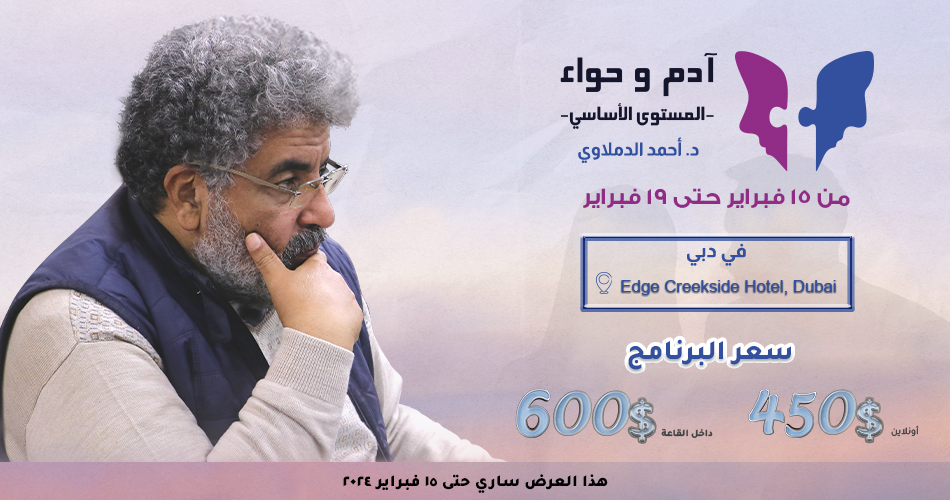 آدم و حواء
-المستوى الأساسي-
د. أحمد الدملاوي
من ١٥ فبراير حتى ١٩ فبراير
في دبي
Edge Creekside Hotel, Dubai
سعر البرنامج
450$ أونلاين
600$ داخل القاعة
هذا العرض ساري حتى ١٥ فبراير ٢٠٢٤